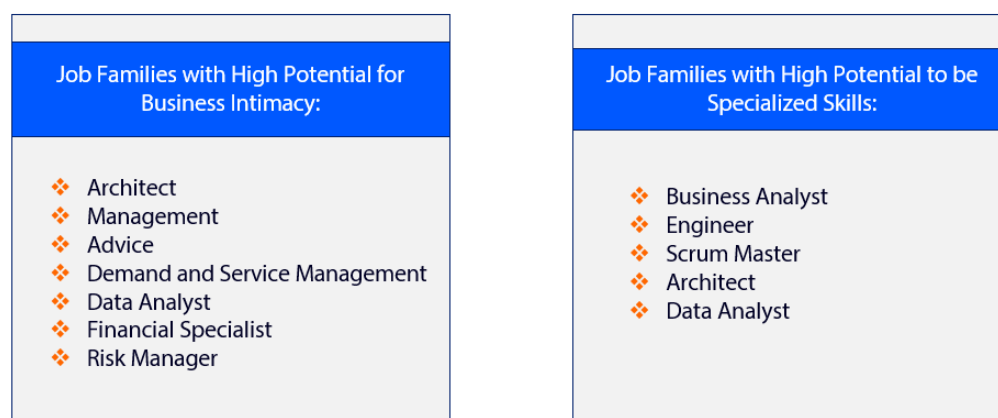 Job Families with High Potential for
Business Intimacy:
Architect
Management
Advice
Demand and Service Management
Data Analyst
Financial Specialist
Risk Manager
Job Families with High Potential to be
Specialized Skills:
Business Analyst
Engineer
Scrum Master
Architect
Data Analyst